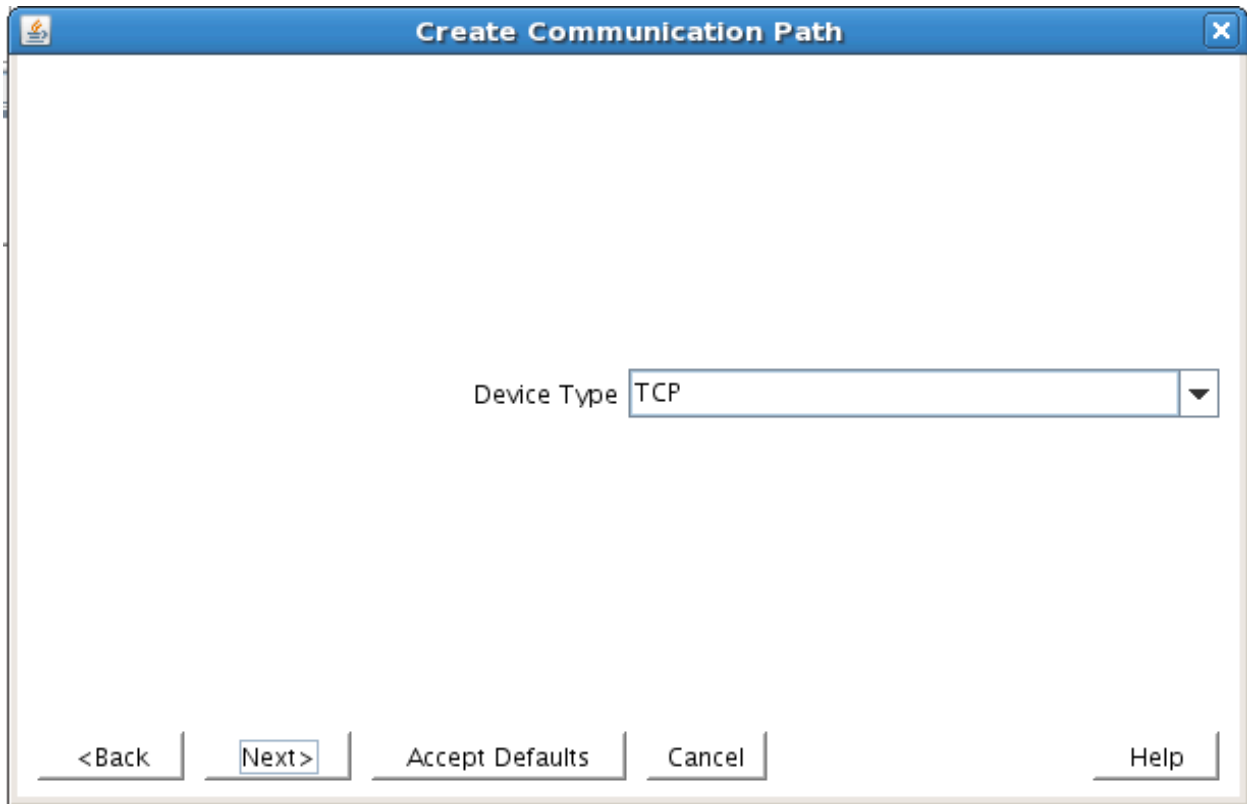 Create Communication Path
Device Type TCP
<Back Next> Accept Defaults Cancel Help